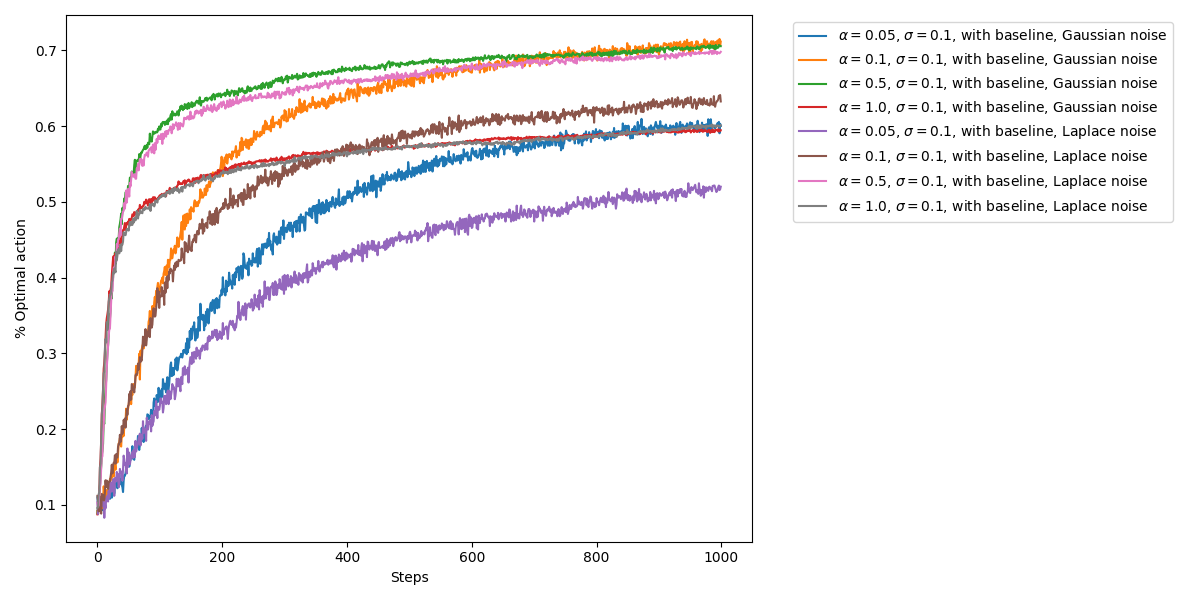 α = 0.05, σ = 0.1, with baseline, Gaussian noise
α = 0.1, σ = 0.1, with baseline, Gaussian noise
α = 0.5, σ = 0.1, with baseline, Gaussian noise
α = 1.0, σ = 0.1, with baseline, Gaussian noise
α = 0.05, σ = 0.1, with baseline, Laplace noise
α = 0.1, σ = 0.1, with baseline, Laplace noise
α = 0.5, σ = 0.1, with baseline, Laplace noise
α = 1.0, σ = 0.1, with baseline, Laplace noise
% Optimal action
0.7
0.6
0.5
0.4
0.3
0.2
0.1
0 200 400 600 800 1000
Steps